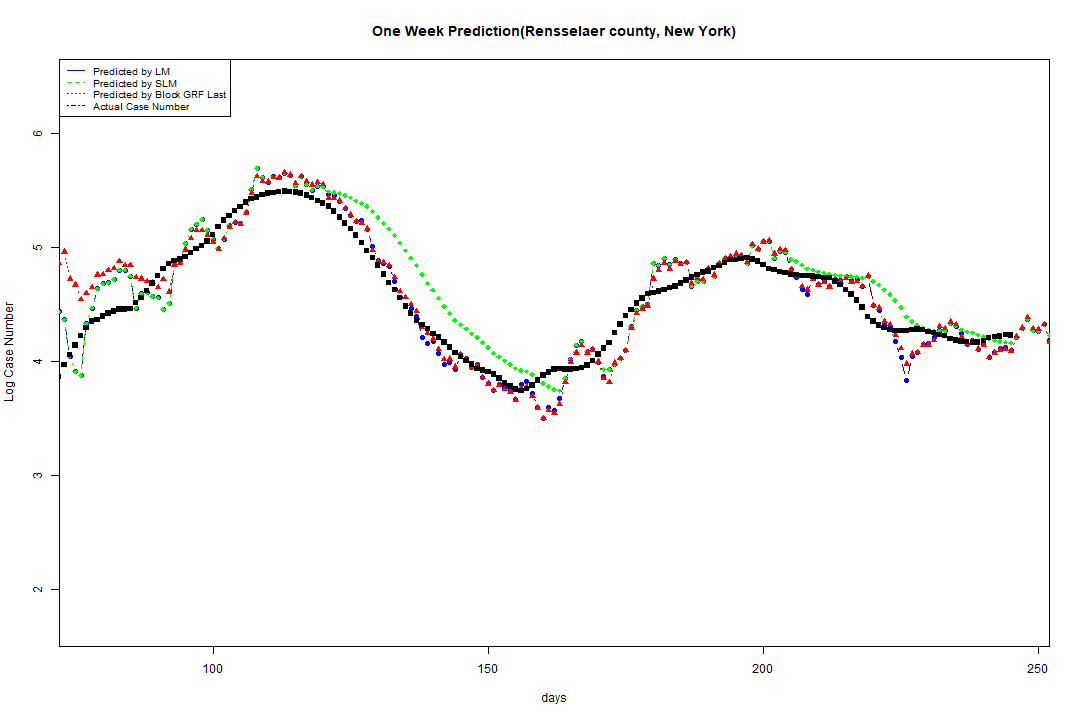 One Week Prediction(Rensselaer county, New York)
Predicted by LM
Predicted by SLM
Predicted by Block GRF Last
Actual Case Number
6
5
4
3
2
Log Case Number
100
150
200
250
days